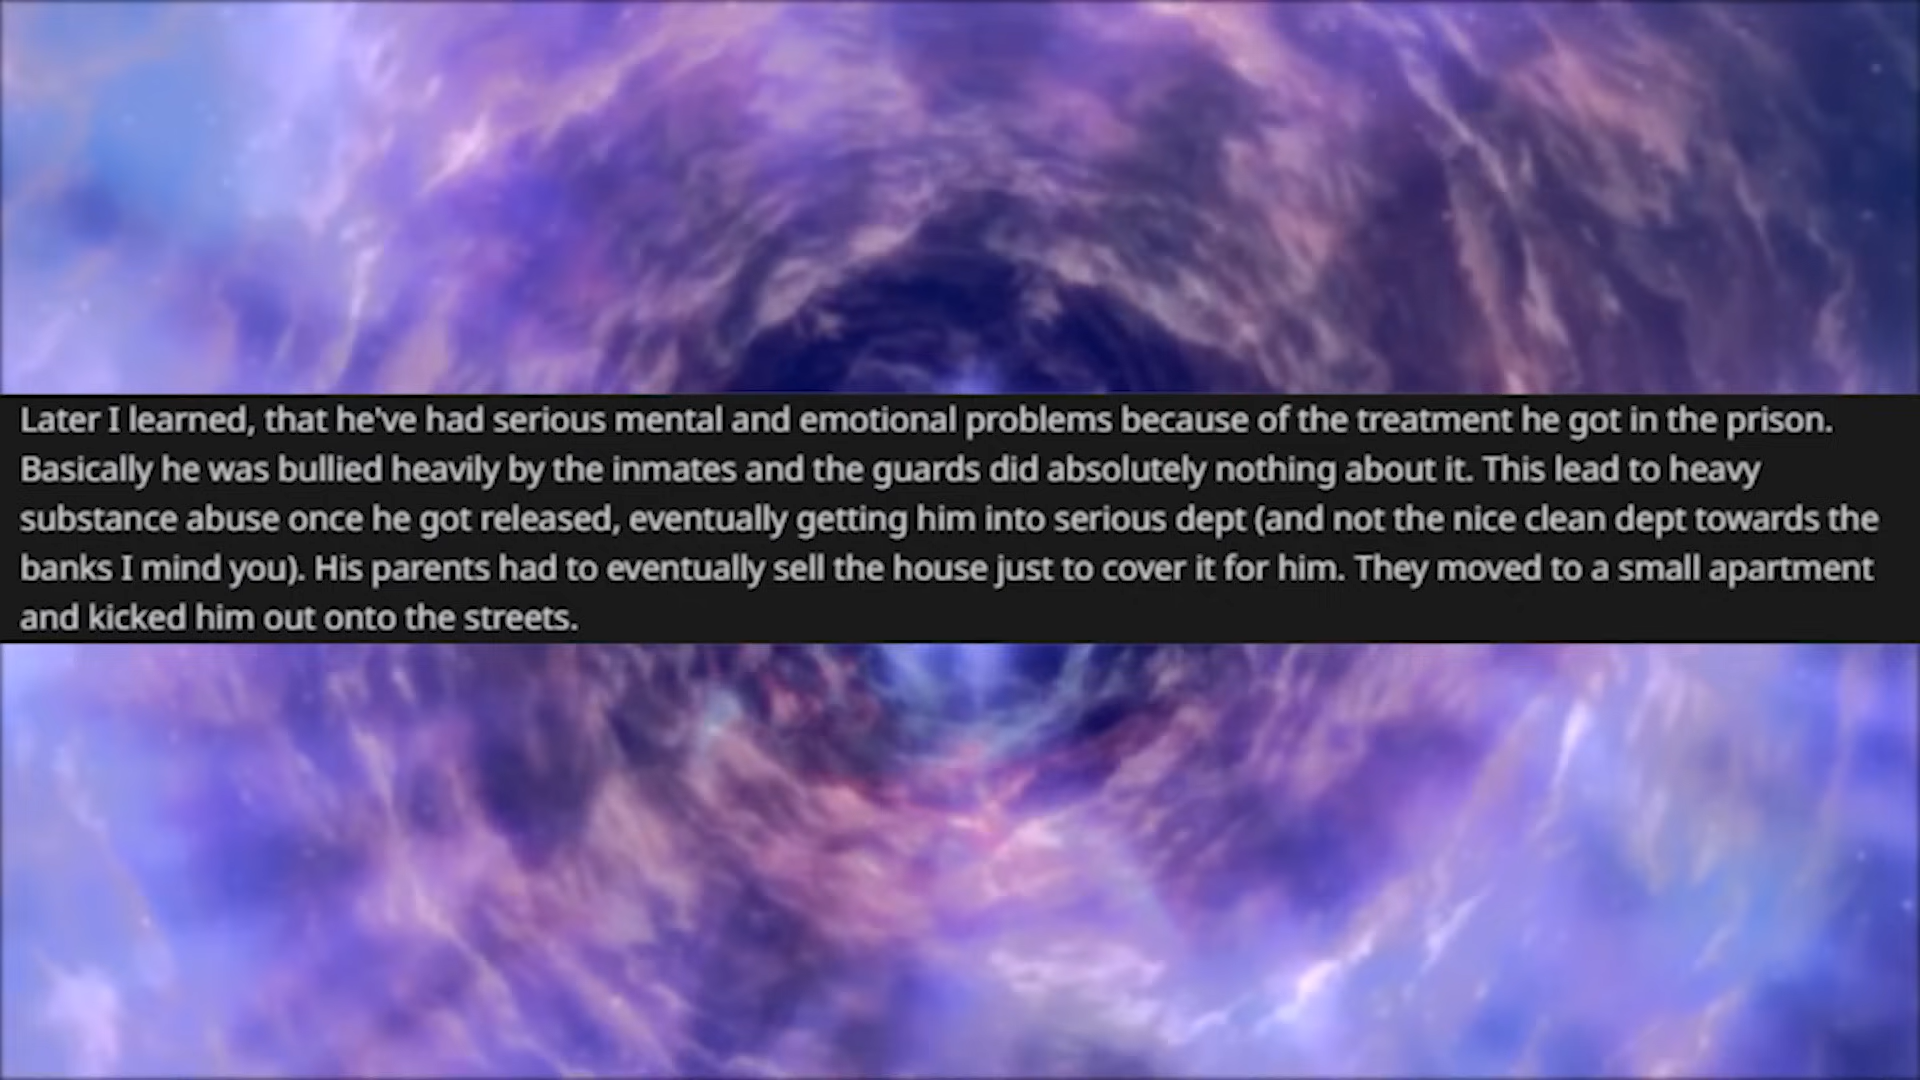 Later I learned, that he've had serious mental and emotional problems because of the treatment he got in the prison.
Basically he was bullied heavily by the inmates and the guards did absolutely nothing about it. This lead to heavy
substance abuse once he got released, eventually getting him into serious dept (and not the nice clean dept towards the
banks I mind you). His parents had to eventually sell the house just to cover it for him. They moved to a small apartment
and kicked him out onto the streets.